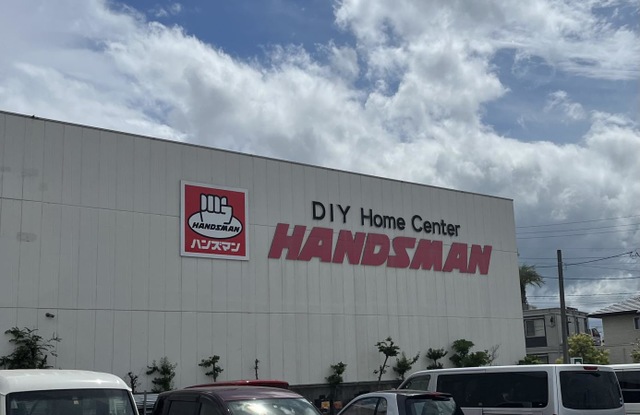 HANDSMAN
ハンズマン
DIY Home Center
HANDSMAN